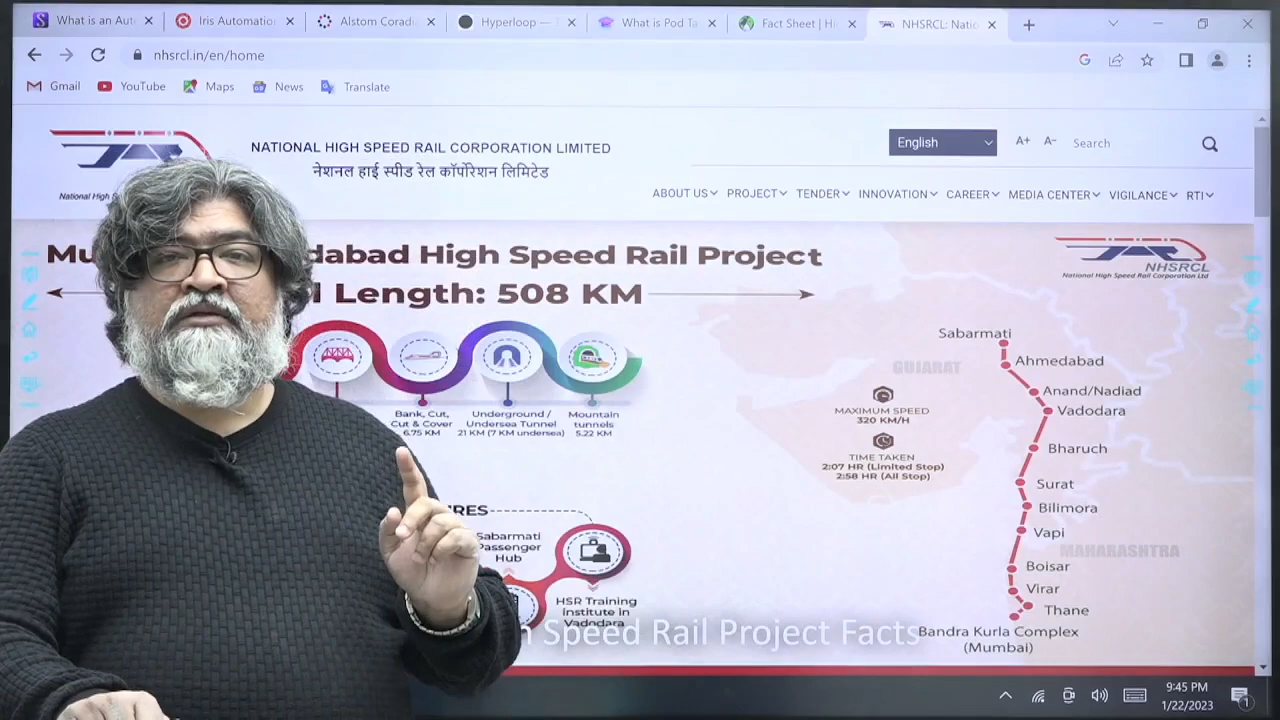 What is an Aut
Iris Automatio
Alstom Coradi
Hyperloop —
What is Pod Ta
Fact Sheet | Hi
NHSRCL: Natio
nhsrcl.in/en/home
Gmail
YouTube
Maps
News
Translate
NATIONAL HIGH SPEED RAIL CORPORATION LIMITED
नेशनल हाई स्पीड रेल कॉर्पोरेशन लिमिटेड
English
A+ A-
Search
National High
ABOUT US PROJECT TENDER INNOVATION CAREER MEDIA CENTER VIGILANCE RTI
Mu dabad High Speed Rail Project
Length: 508 KM
NHSRCL
National High Speed Rail Corporation Ltd
Bank, Cut,
Cut & Cover
6.75 KM
Underground /
Undersea Tunnel
21 KM (7 KM undersea)
Mountain
tunnels
5.22 KM
GUJARAT
MAXIMUM SPEED
320 KM/H
TIME TAKEN
2:07 HR (Limited Stop)
2:58 HR (All Stop)
Sabarmati
Ahmedabad
Anand/Nadiad
Vadodara
Bharuch
Surat
Bilimora
Vapi
MAHARASHTRA
Boisar
Virar
Thane
Bandra Kurla Complex
(Mumbai)
RES
Sabarmati
Passenger
Hub
HSR Training
institute in
Vadodara
Speed Rail Project Facts
9:45 PM
1/22/2023
1